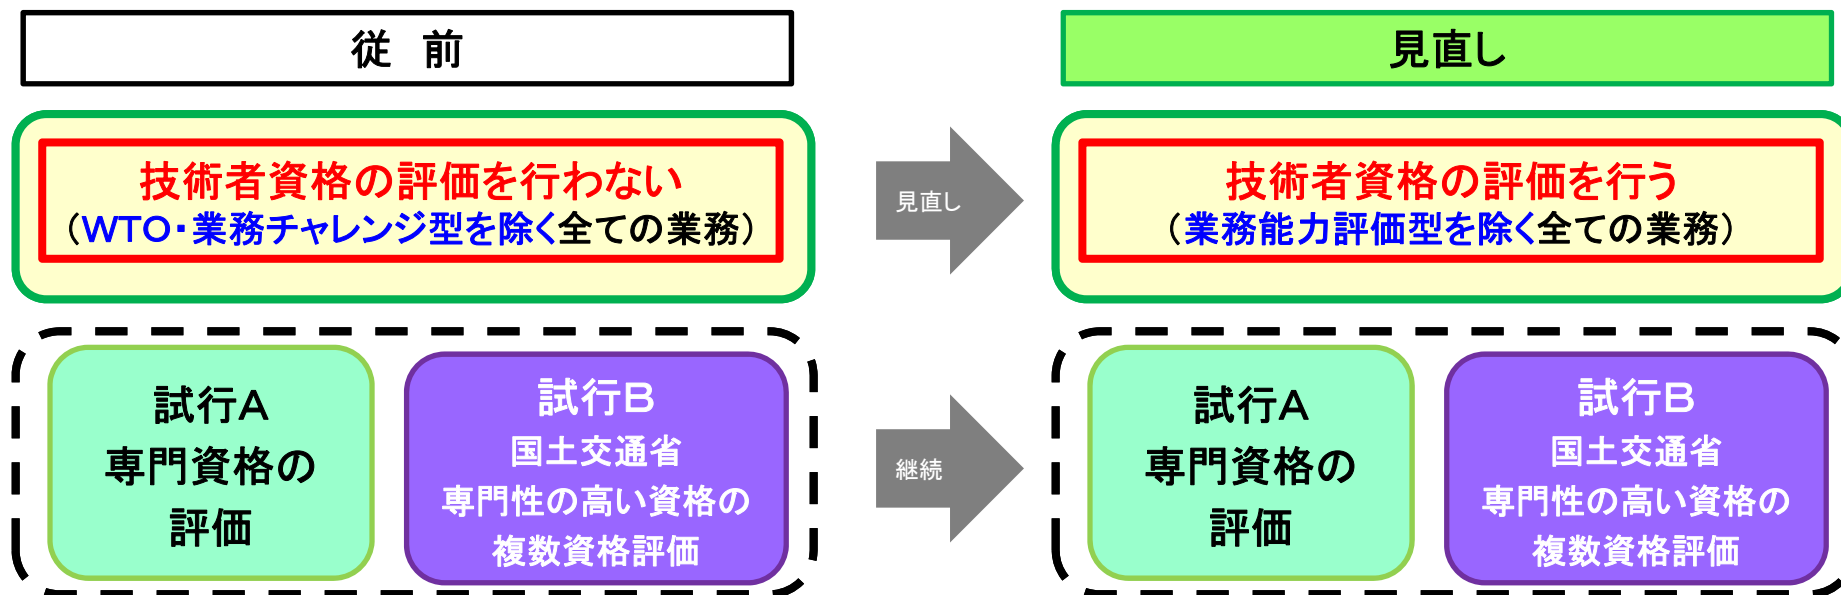 従　前
技術者資格の評価を行わない
（WTO・業務チャレンジ型を除く全ての業務）
試行A
専門資格の
評価
試行B
国土交通省
専門性の高い資格の
複数資格評価
見直し
継続
見直し
技術者資格の評価を行う
（業務能力評価型を除く全ての業務）
試行A
専門資格の
評価
試行B
国土交通省
専門性の高い資格の
複数資格評価